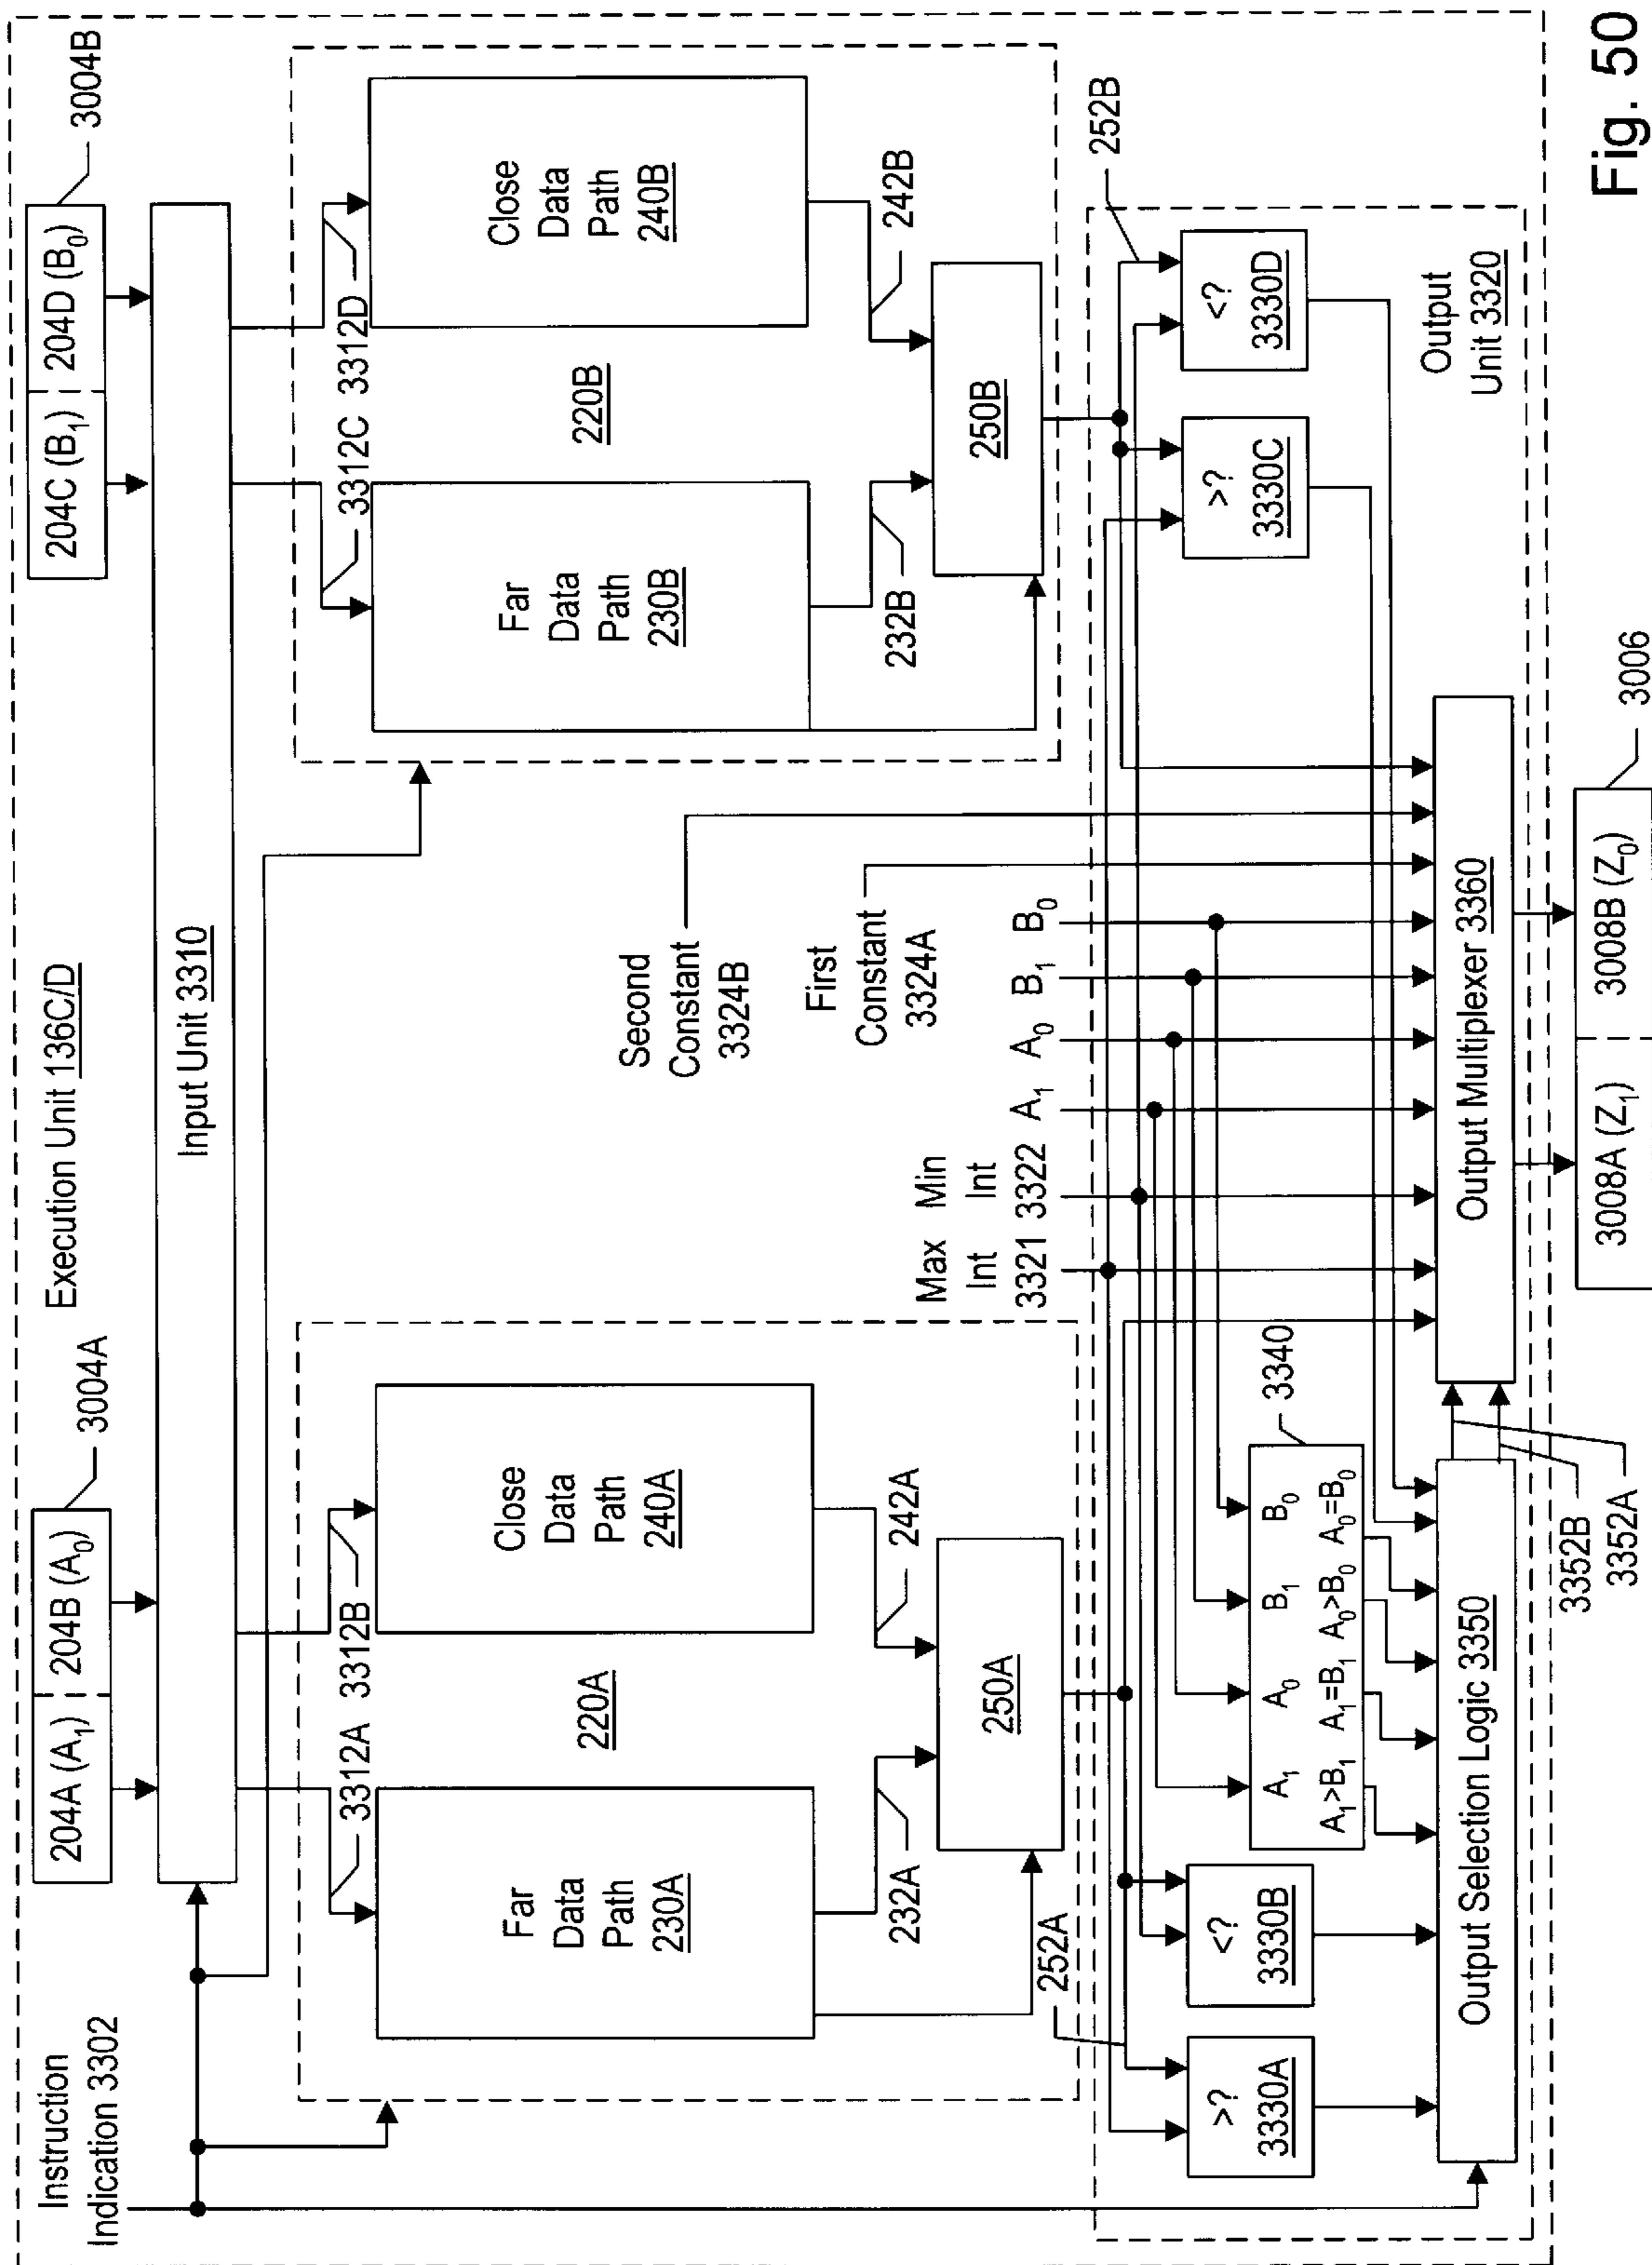 Instruction
Indication 3302
Execution Unit 136C/D
3004A
204A (A₁)
204B (A₀)
3004B
204C (B₁)
204D (B₀)
Input Unit 3310
3312A
3312B
3312C
3312D
Far
Data
Path
230A
220A
Close
Data
Path
240A
232A
242A
250A
Far
Data
Path
230B
220B
Close
Data
Path
240B
232B
242B
250B
252A
252B
Second
Constant
3324B
First
Constant
3324A
Max
Int
3321
Min
Int
3322
A₁
A₀
B₁
B₀
>?
3330A
<?
3330B
A₁
A₀
B₁
B₀
A₁>B₁
A₁=B₁
A₀>B₀
A₀=B₀
3340
>?
3330C
<?
3330D
Output
Unit 3320
Output Selection Logic 3350
Output Multiplexer 3360
3352B
3352A
3008A (Z₁)
3008B (Z₀)
3006
Fig. 50